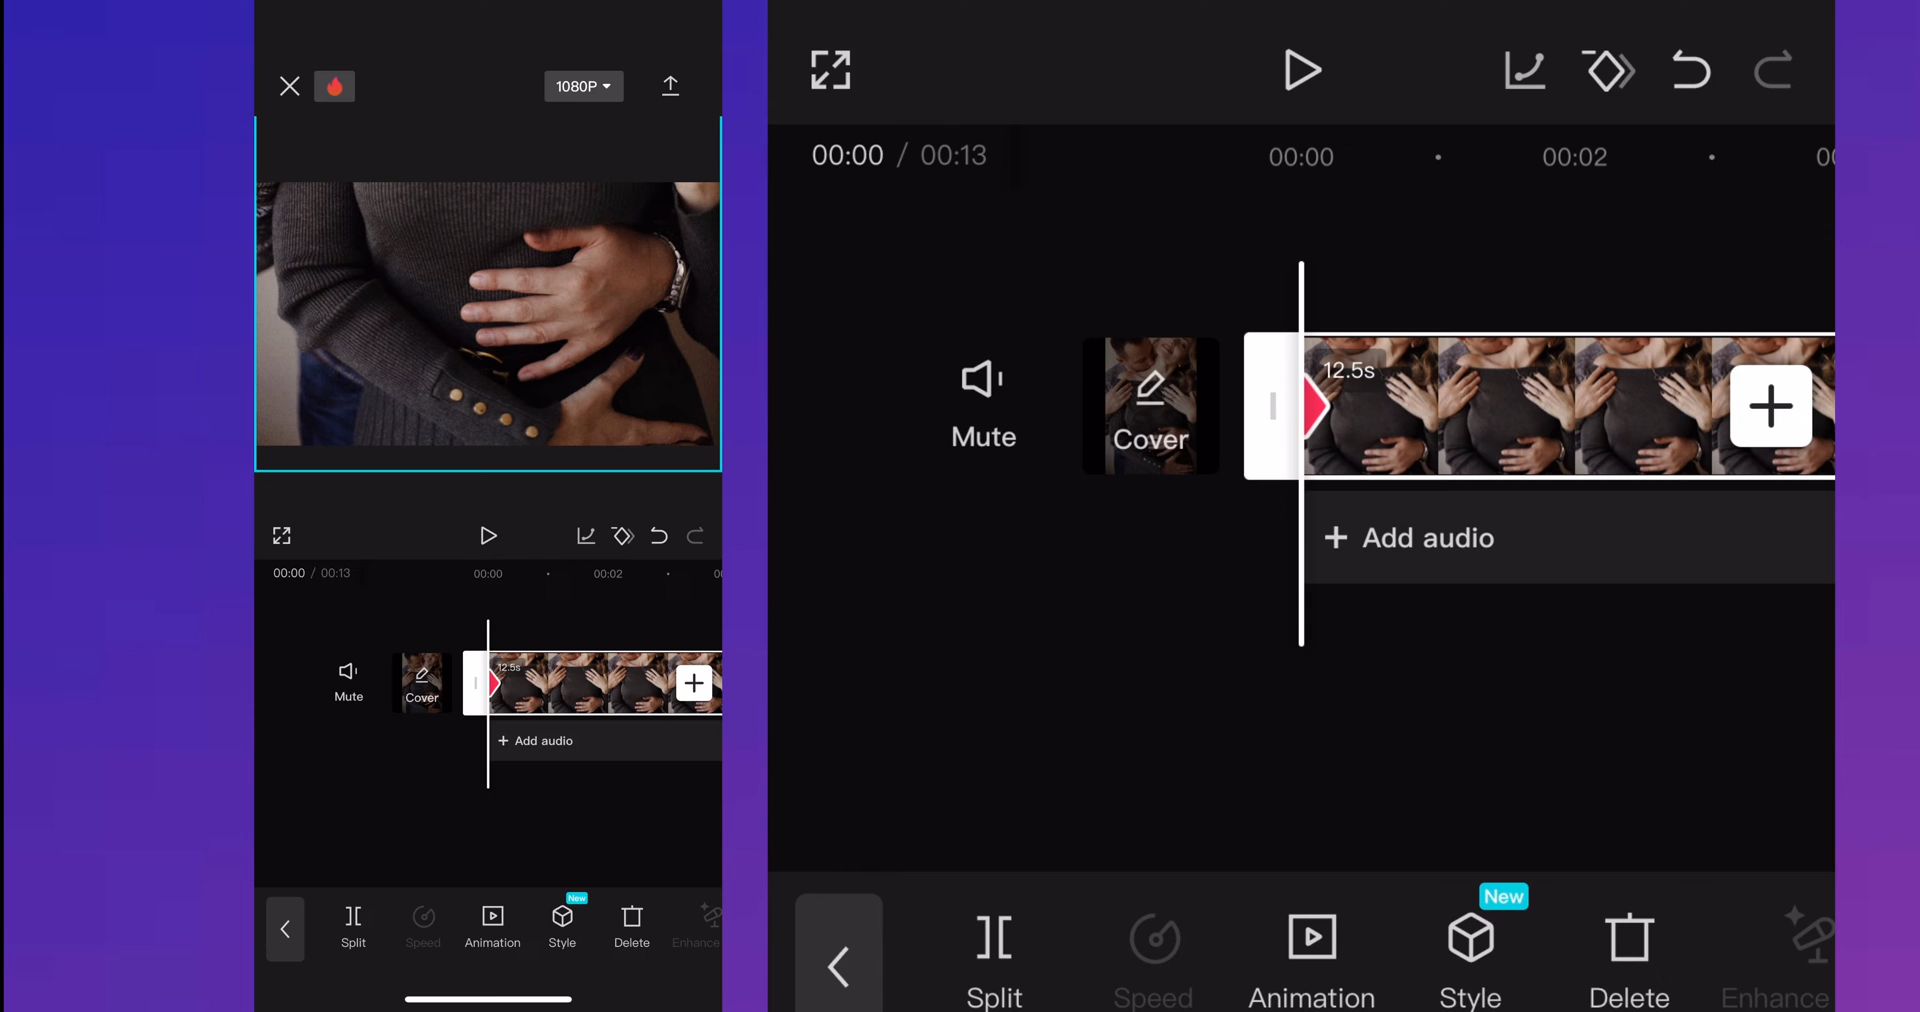 1080P
00:00 / 00:13
00:00
00:02
12.5s
Mute
Cover
+ Add audio
New
Split
Speed
Animation
Style
Delete
Enhance
00:00 / 00:13
00:00
00:02
12.5s
Mute
Cover
+ Add audio
New
Split
Speed
Animation
Style
Delete
Enhance